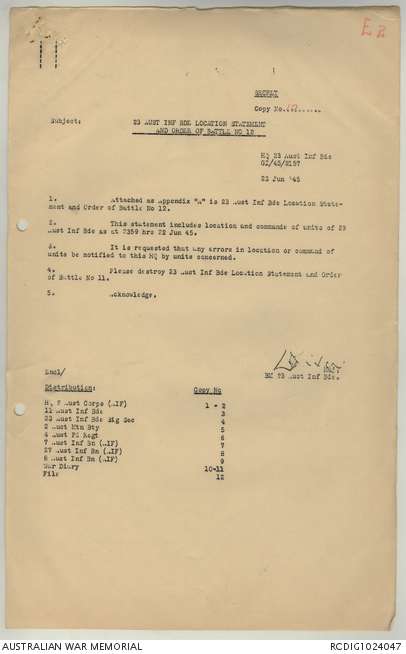 E2
SECRET
Copy No.12......
Subject: 23 Aust Inf Bde LOCATION STATEMENT
AND ORDER OF BATTLE NO 12
HQ 23 Aust Inf Bde
22 Jun '45
1. Attached as Appendix "A" is 23 Aust Inf Bde Location State-
ment and Order of Battle No 12.
2. This statement includes location and commands of units of 23
Aust Inf Bde as at 2359 hrs 22 Jun 45.
3. It is requested that any errors in location or command of
units be notified to this HQ by units concerned.
4. Please destroy 23 Aust Inf Bde Location Statement and Order
of Battle No 11.
5. Acknowledge.
BM 23 Aust Inf Bde.
Encl/
Distribution: Copy No
HQ 2 Aust Corps (AIF) 1 - 2
11 Aust Inf Bde 3
23 Aust Inf Bde Sig Sec 4
2 Aust Mtn Bty 5
4 Aust Fd Regt 6
7 Aust Inf Bn (AIF) 7
27 Aust Inf Bn (AIF) 8
8 Aust Inf Bn (AIF) 9
War Diary 10-11
File 12
AUSTRALIAN WAR MEMORIAL RCDIG1024047